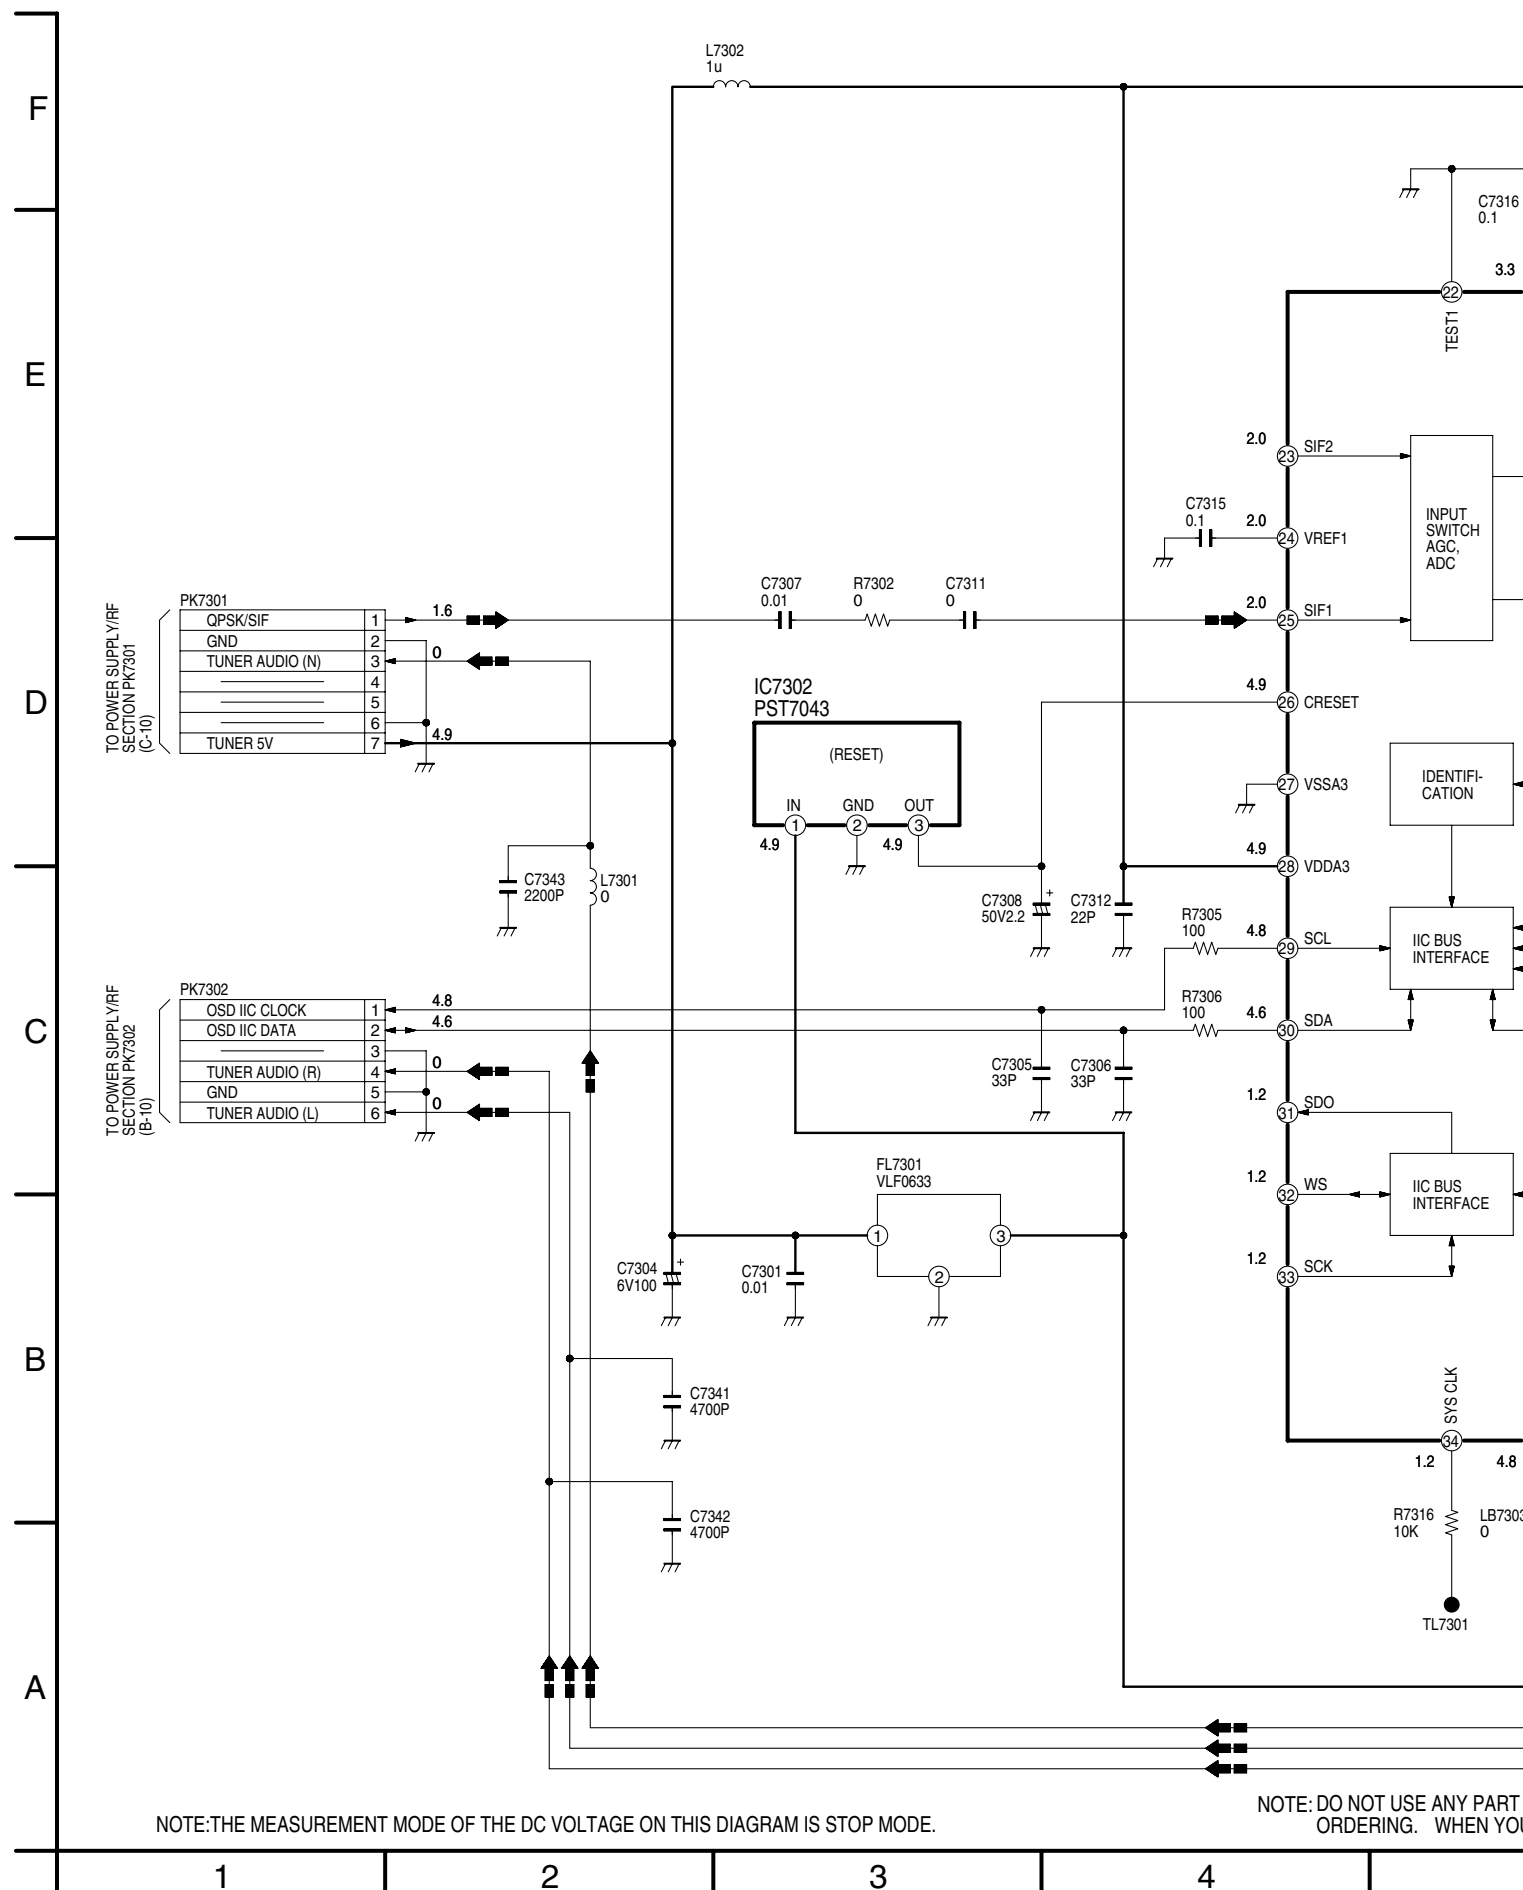 L7302
1u
F
C7316
0.1
3.3
22
TEST1
E
2.0
23 SIF2
C7315
0.1
2.0
24 VREF1
INPUT
SWITCH
AGC,
ADC
TO POWER SUPPLY/RF
SECTION PK7301
(C-10)
PK7301
QPSK/SIF 1
GND 2
TUNER AUDIO (N) 3
4
5
6
TUNER 5V 7
1.6
0
4.9
C7307
0.01
R7302
0
C7311
0
2.0
25 SIF1
D
IC7302
PST7043
(RESET)
IN GND OUT
1 2 3
4.9 4.9
4.9
26 CRESET
27 VSSA3
IDENTIFI-
CATION
4.9
28 VDDA3
C7343
2200P
L7301
0
C7308
50V2.2
+
C7312
22P
R7305
100
4.8
29 SCL
IIC BUS
INTERFACE
C
TO POWER SUPPLY/RF
SECTION PK7302
(B-10)
PK7302
OSD IIC CLOCK 1
OSD IIC DATA 2
3
TUNER AUDIO (R) 4
GND 5
TUNER AUDIO (L) 6
4.8
4.6
0
0
R7306
100
4.6
30 SDA
C7305
33P
C7306
33P
1.2
31 SDO
FL7301
VLF0633
1 3
2
1.2
32 WS
IIC BUS
INTERFACE
C7304
6V100
+
C7301
0.01
1.2
33 SCK
B
C7341
4700P
SYS CLK
34
1.2 4.8
C7342
4700P
R7316
10K
LB7303
0
TL7301
A
NOTE:THE MEASUREMENT MODE OF THE DC VOLTAGE ON THIS DIAGRAM IS STOP MODE.
NOTE: DO NOT USE ANY PART
ORDERING. WHEN YOU
1 2 3 4